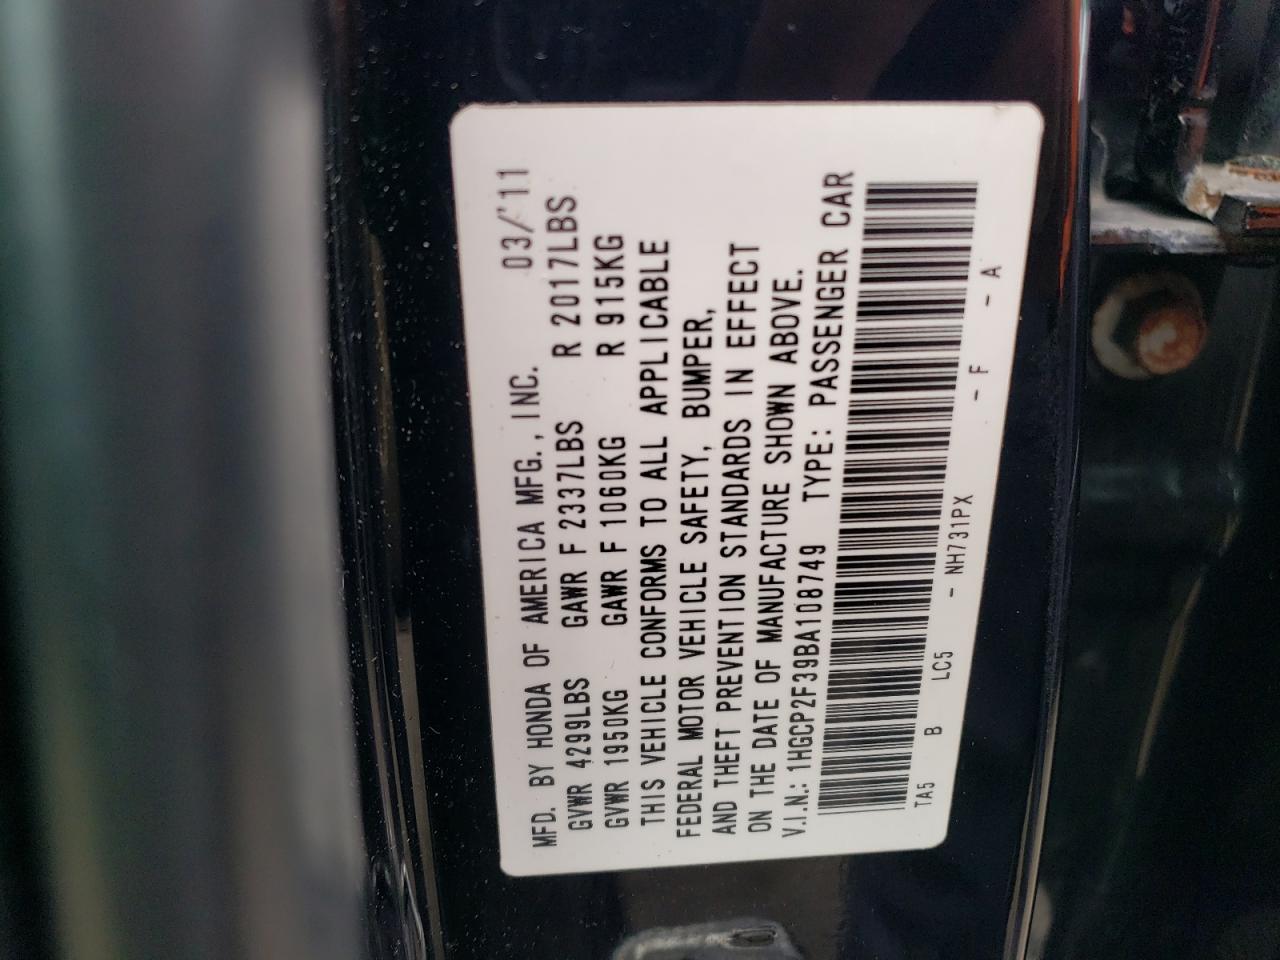 MFD. BY HONDA OF AMERICA MFG., INC. 03/'11
GVWR 4299LBS GAWR F 2337LBS R 2017LBS
GVWR 1950KG GAWR F 1060KG R 915KG
THIS VEHICLE CONFORMS TO ALL APPLICABLE
FEDERAL MOTOR VEHICLE SAFETY, BUMPER,
AND THEFT PREVENTION STANDARDS IN EFFECT
ON THE DATE OF MANUFACTURE SHOWN ABOVE.
V.I.N.: 1HGCP2F39BA108749 TYPE: PASSENGER CAR
TA5 B LC5 - NH731PX - F - A